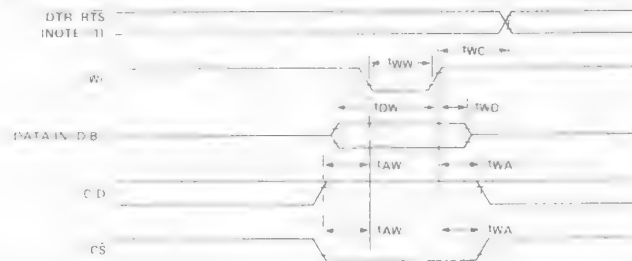 DTR RTS
(NOTE 1)
tWC
tWW
WR
tDW
tWD
DATA IN D B
tAW
tWA
C D
tAW
tWA
CS